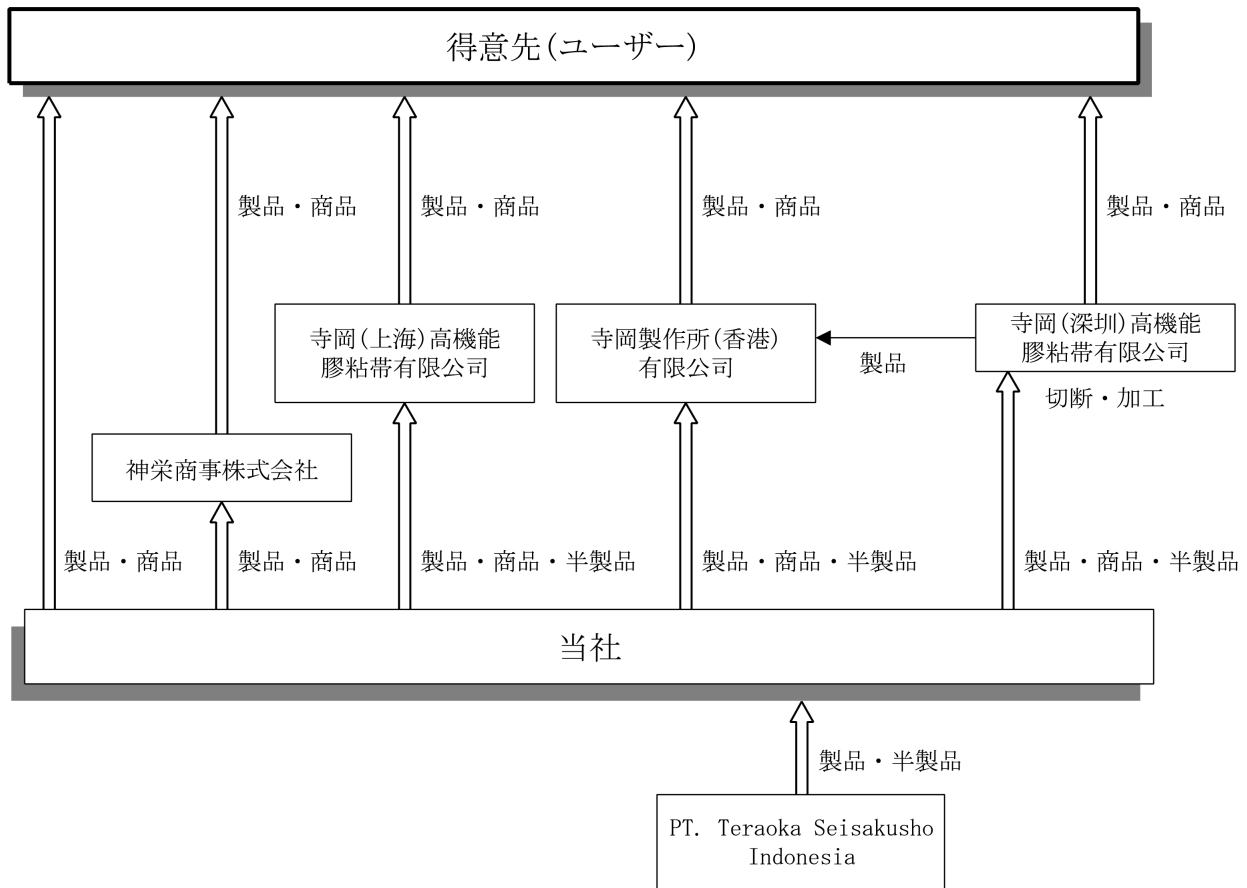 得意先(ユーザー)
製品・商品
製品・商品
製品・商品
製品・商品
寺岡(上海)高機能
膠粘帯有限公司
寺岡製作所(香港)
有限公司
製品
寺岡(深圳)高機能
膠粘帯有限公司
切断・加工
神栄商事株式会社
製品・商品
製品・商品
製品・商品・半製品
製品・商品・半製品
製品・商品・半製品
当社
製品・半製品
PT. Teraoka Seisakusho
Indonesia